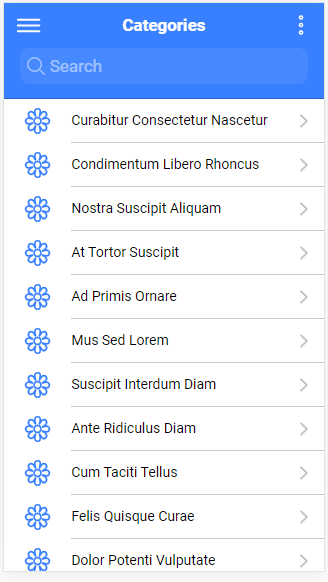 Categories
Search
Curabitur Consectetur Nascetur
Condimentum Libero Rhoncus
Nostra Suscipit Aliquam
At Tortor Suscipit
Ad Primis Ornare
Mus Sed Lorem
Suscipit Interdum Diam
Ante Ridiculus Diam
Cum Taciti Tellus
Felis Quisque Curae
Dolor Potenti Vulputate